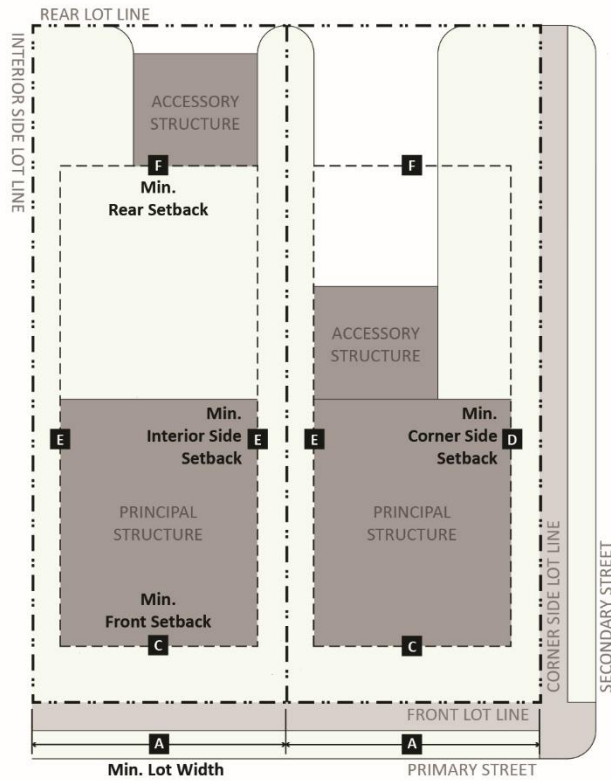 REAR LOT LINE
INTERIOR SIDE LOT LINE
ACCESSORY
STRUCTURE
F
Min.
Rear Setback
F
ACCESSORY
STRUCTURE
E
Min.
Interior Side
Setback
E
E
Min.
Corner Side
Setback
D
PRINCIPAL
STRUCTURE
PRINCIPAL
STRUCTURE
Min.
Front Setback
C
C
CORNER SIDE LOT LINE
SECONDARY STREET
FRONT LOT LINE
A
A
Min. Lot Width
PRIMARY STREET